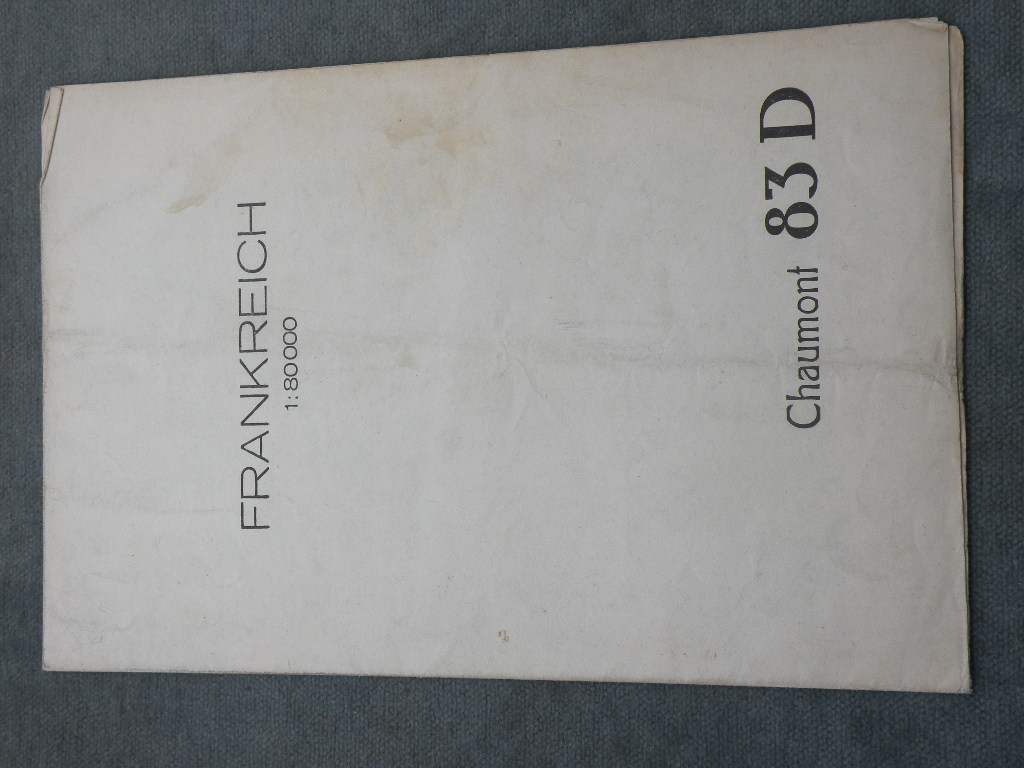 FRANKREICH
1:80000
Chaumont 83 D